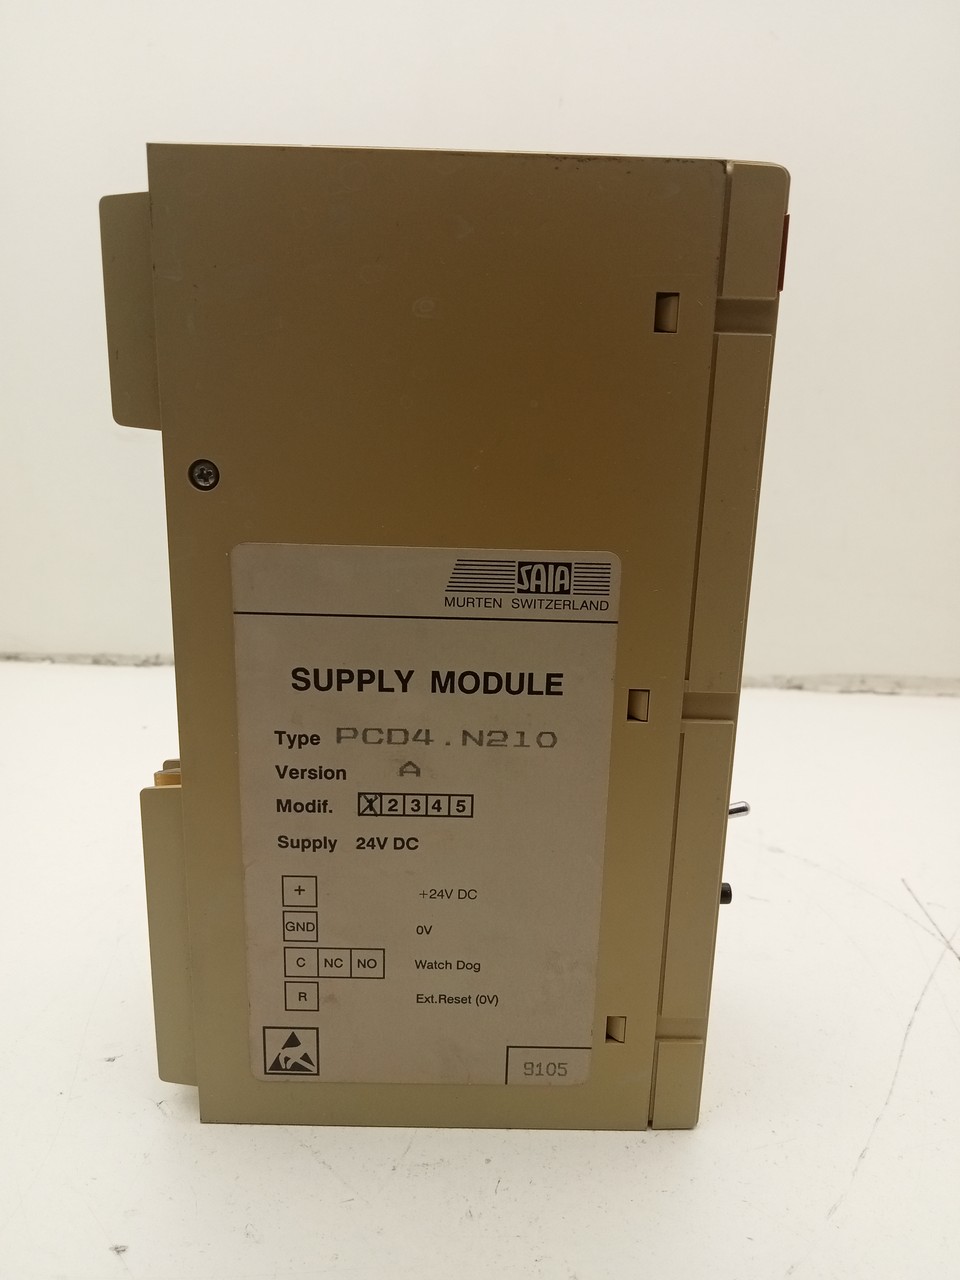 SAIA
MURTEN SWITZERLAND
SUPPLY MODULE
Type PCD4.N210
Version A
Modif. 1 2 3 4 5
Supply 24V DC
+ +24V DC
GND 0V
C NC NO Watch Dog
R Ext.Reset (0V)
9105